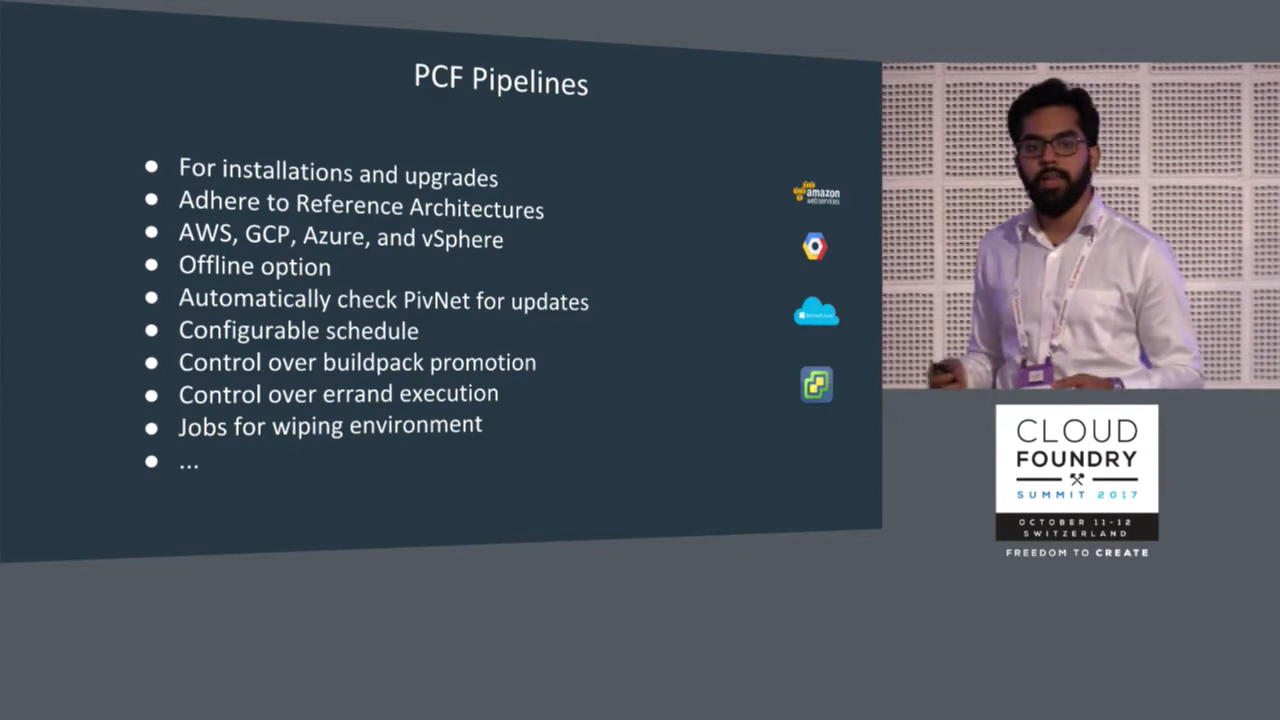 PCF Pipelines
● For installations and upgrades
● Adhere to Reference Architectures
● AWS, GCP, Azure, and vSphere
● Offline option
● Automatically check PivNet for updates
● Configurable schedule
● Control over buildpack promotion
● Control over errand execution
● Jobs for wiping environment
● ...
amazon
web services
Microsoft Azure
CLOUD
FOUNDRY
SUMMIT 2017
OCTOBER 11-12
SWITZERLAND
FREEDOM TO CREATE